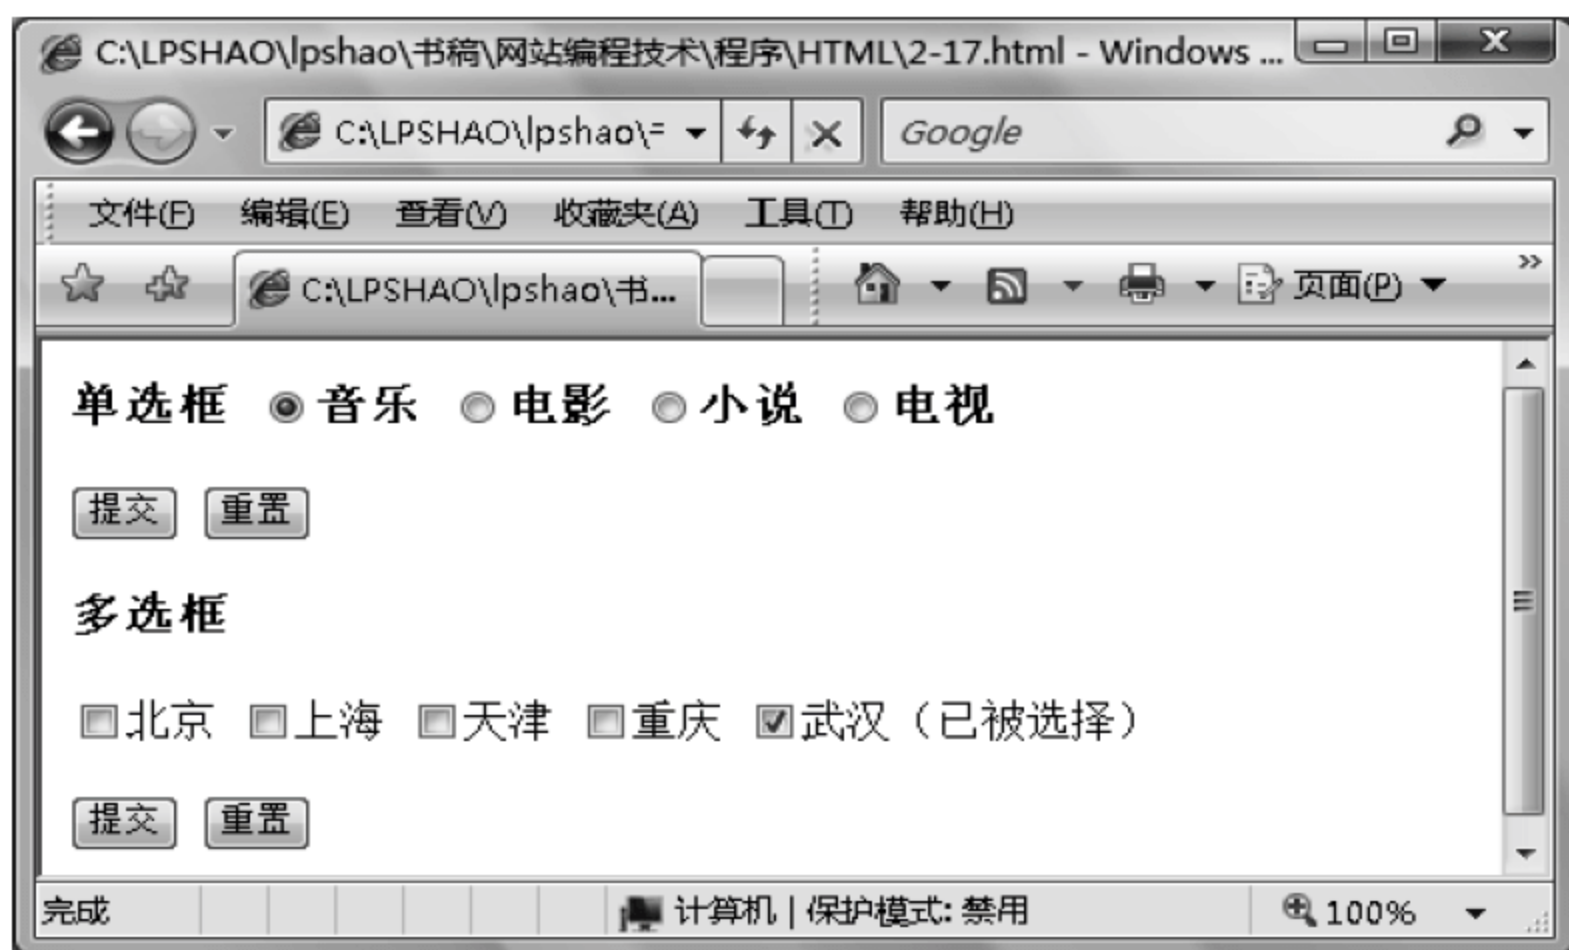 C:\LPSHAO\lpshao\书稿\网站编程技术\程序\HTML\2-17.html - Windows ...
C:\LPSHAO\lpshao\ Google
文件(F) 编辑(E) 查看(V) 收藏夹(A) 工具(T) 帮助(H)
C:\LPSHAO\lpshao\书... 页面(P) »
单选框 音乐 电影 小说 电视
提交 重置
多选框
北京 上海 天津 重庆 武汉（已被选择）
提交 重置
完成 计算机 | 保护模式: 禁用 100%